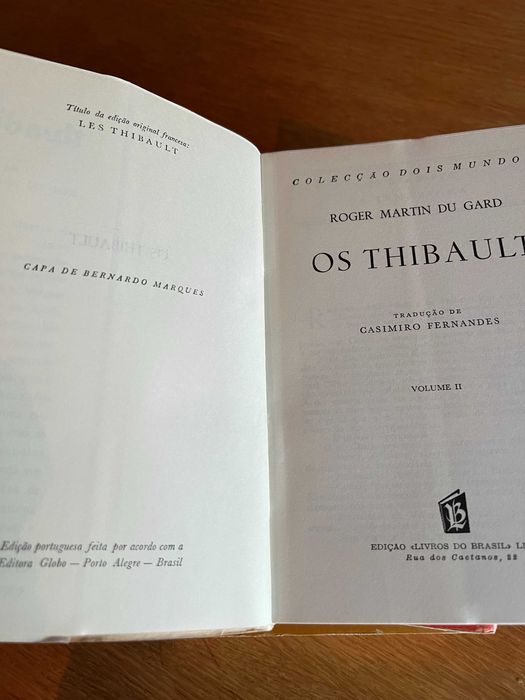 Título da edição original francesa:
LES THIBAULT
CAPA DE BERNARDO MARQUES
Edição portuguesa feita por acordo com a
Editora Globo — Porto Alegre — Brasil
COLECÇÃO DOIS MUNDO
ROGER MARTIN DU GARD
OS THIBAULT
TRADUÇÃO DE
CASIMIRO FERNANDES
VOLUME II
LB
EDIÇÃO «LIVROS DO BRASIL» LI
Rua dos Caetanos, 22